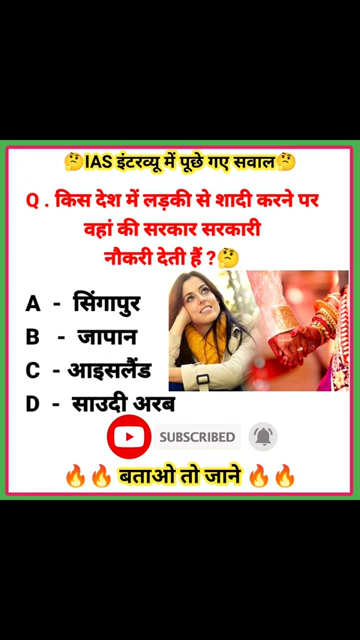 🤔IAS इंटरव्यू में पूछे गए सवाल🤔
Q . किस देश में लड़की से शादी करने पर
वहां की सरकार सरकारी
नौकरी देती हैं ?🤔
A - सिंगापुर
B - जापान
C - आइसलैंड
D - साउदी अरब
SUBSCRIBED
🔥🔥 बताओ तो जाने 🔥🔥